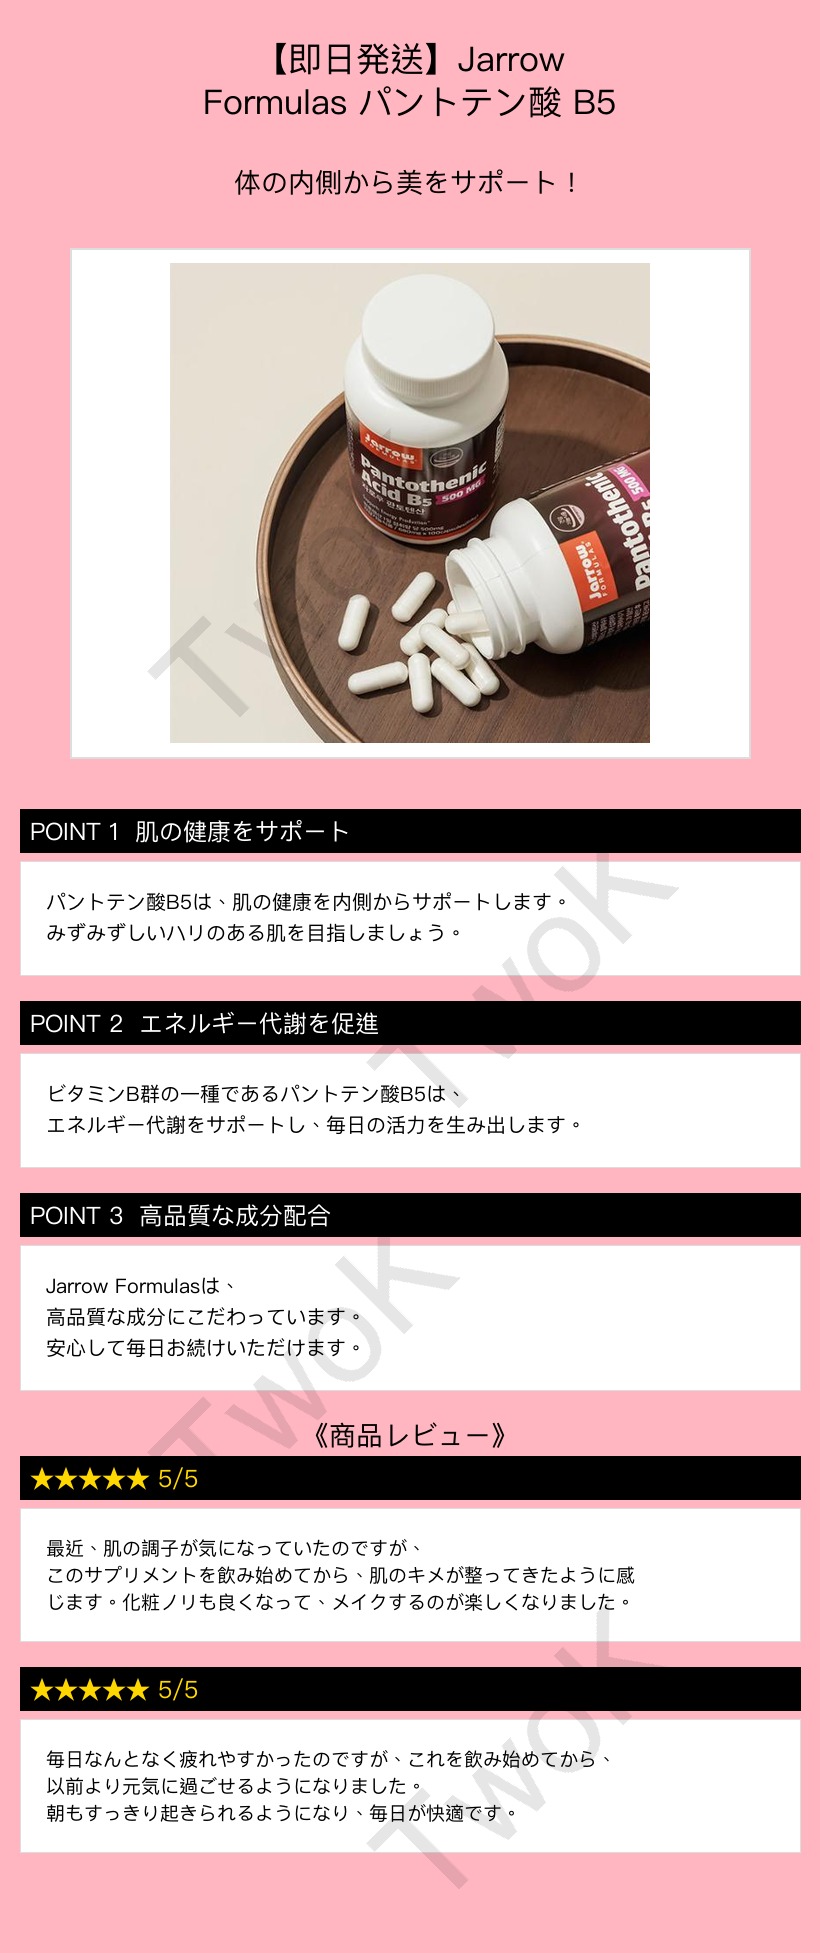 【即日発送】Jarrow
Formulas パントテン酸 B5
体の内側から美をサポート！
Jarrow
FORMULAS
Pantothenic
Acid B5
500 MG
자로우 판토텐산
Jarrow
FORMULAS
Pantothenic
B5
500 MG
TwoK
POINT 1 肌の健康をサポート
パントテン酸B5は、肌の健康を内側からサポートします。
みずみずしいハリのある肌を目指しましょう。
TwoK
POINT 2 エネルギー代謝を促進
ビタミンB群の一種であるパントテン酸B5は、
エネルギー代謝をサポートし、毎日の活力を生み出します。
POINT 3 高品質な成分配合
Jarrow Formulasは、
高品質な成分にこだわっています。
安心して毎日お続けいただけます。
TwoK
《商品レビュー》
★★★★★ 5/5
最近、肌の調子が気になっていたのですが、
このサプリメントを飲み始めてから、肌のキメが整ってきたように感
じます。化粧ノリも良くなって、メイクするのが楽しくなりました。
★★★★★ 5/5
毎日なんとなく疲れやすかったのですが、これを飲み始めてから、
以前より元気に過ごせるようになりました。
朝もすっきり起きられるようになり、毎日が快適です。
TwoK